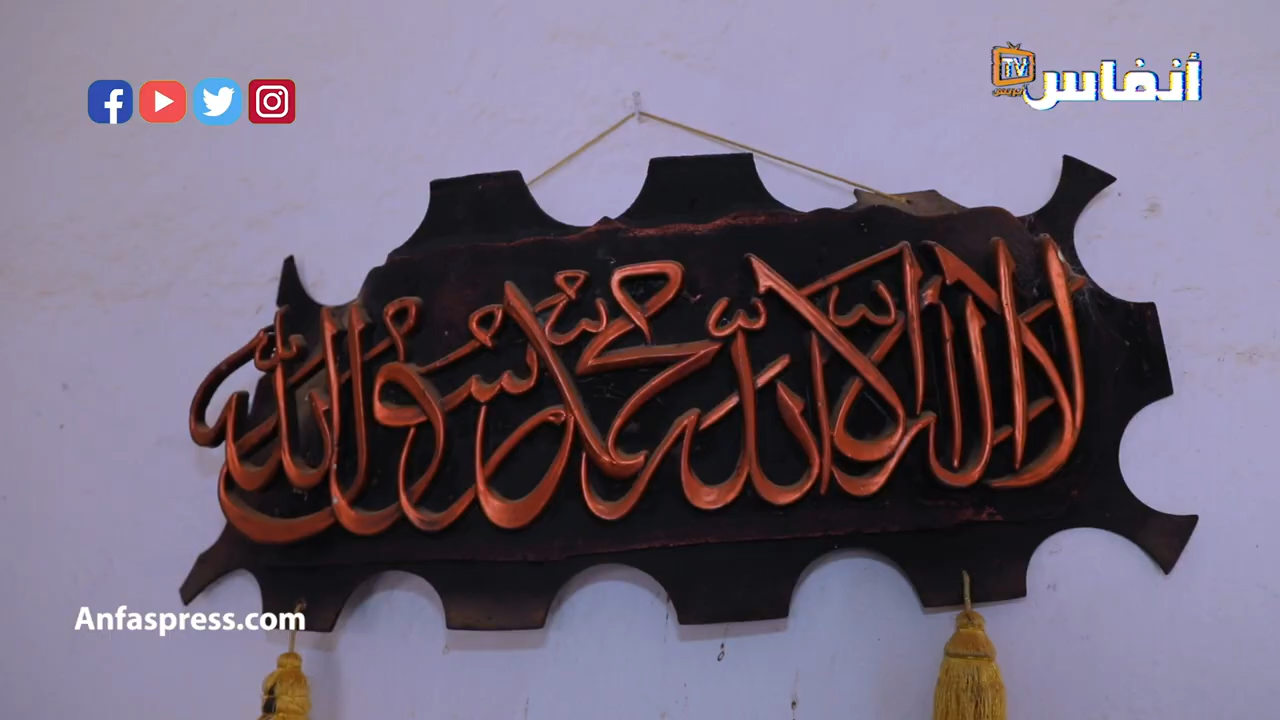 أنفاس
TV
لا إله إلا الله محمد رسول الله
Anfaspress.com